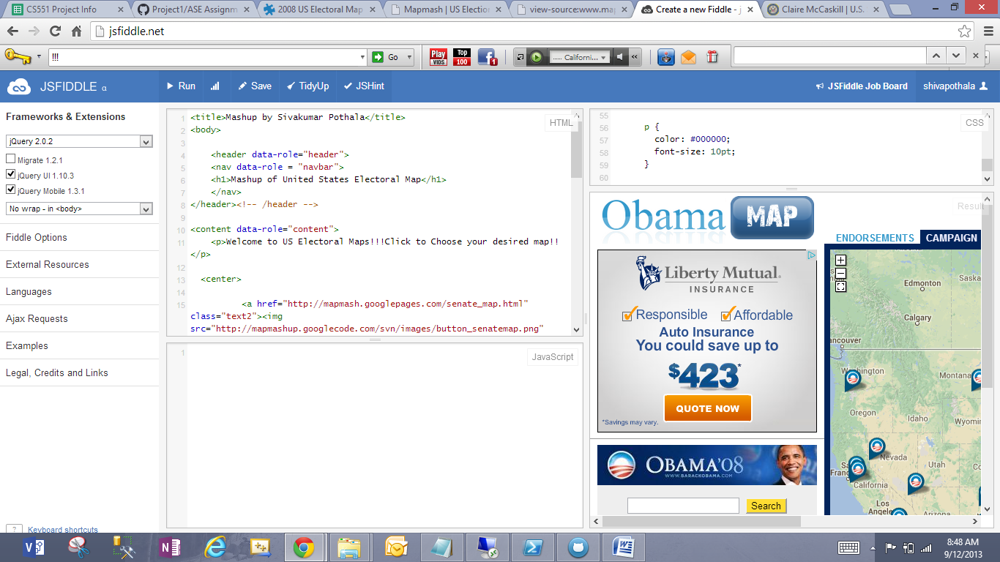 CS551 Project Info
Project1/ASE Assignm
2008 US Electoral Map
Mapmash | US Election
view-source:www.ma
Create a new Fiddle - j
Claire McCaskill | U.S.
jsfiddle.net
!!!
Go
Play VIDS
Top 100
1
..... Californi...
JSFIDDLE α
Run
Save
TidyUp
JSHint
JSFiddle Job Board
shivapothala
Frameworks & Extensions
jQuery 2.0.2
Migrate 1.2.1
jQuery UI 1.10.3
jQuery Mobile 1.3.1
No wrap - in <body>
Fiddle Options
External Resources
Languages
Ajax Requests
Examples
Legal, Credits and Links
? Keyboard shortcuts
HTML
1 <title>Mashup by Sivakumar Pothala</title>
2 <body>
3
4 <header data-role="header">
5 <nav data-role = "navbar">
6 <h1>Mashup of United States Electoral Map</h1>
7 </nav>
8 </header><!-- /header -->
9
10 <content data-role="content">
11 <p>Welcome to US Electoral Maps!!!Click to Choose your desired map!!
</p>
12
13 <center>
14
15 <a href="http://mapmash.googlepages.com/senate_map.html"
class="text2"><img
src="http://mapmashup.googlecode.com/svn/images/button_senatemap.png"
1
JavaScript
CSS
55
56 p {
57 color: #000000;
58 font-size: 10pt;
59 }
60
Result
Obama MAP
ENDORSEMENTS CAMPAIGN
Liberty Mutual.
INSURANCE
Responsible Affordable
Auto Insurance
You could save up to
$423*
QUOTE NOW
*Savings may vary.
OBAMA'08
WWW.BARACKOBAMA.COM
Search
Edmonton
Saska
Calgary
ncouver
Washington
Montana
Oregon
Idaho
Wyomin
Nevada
Utah
Sa
Franc
California
Los
Angele
Arizona
8:48 AM
9/12/2013